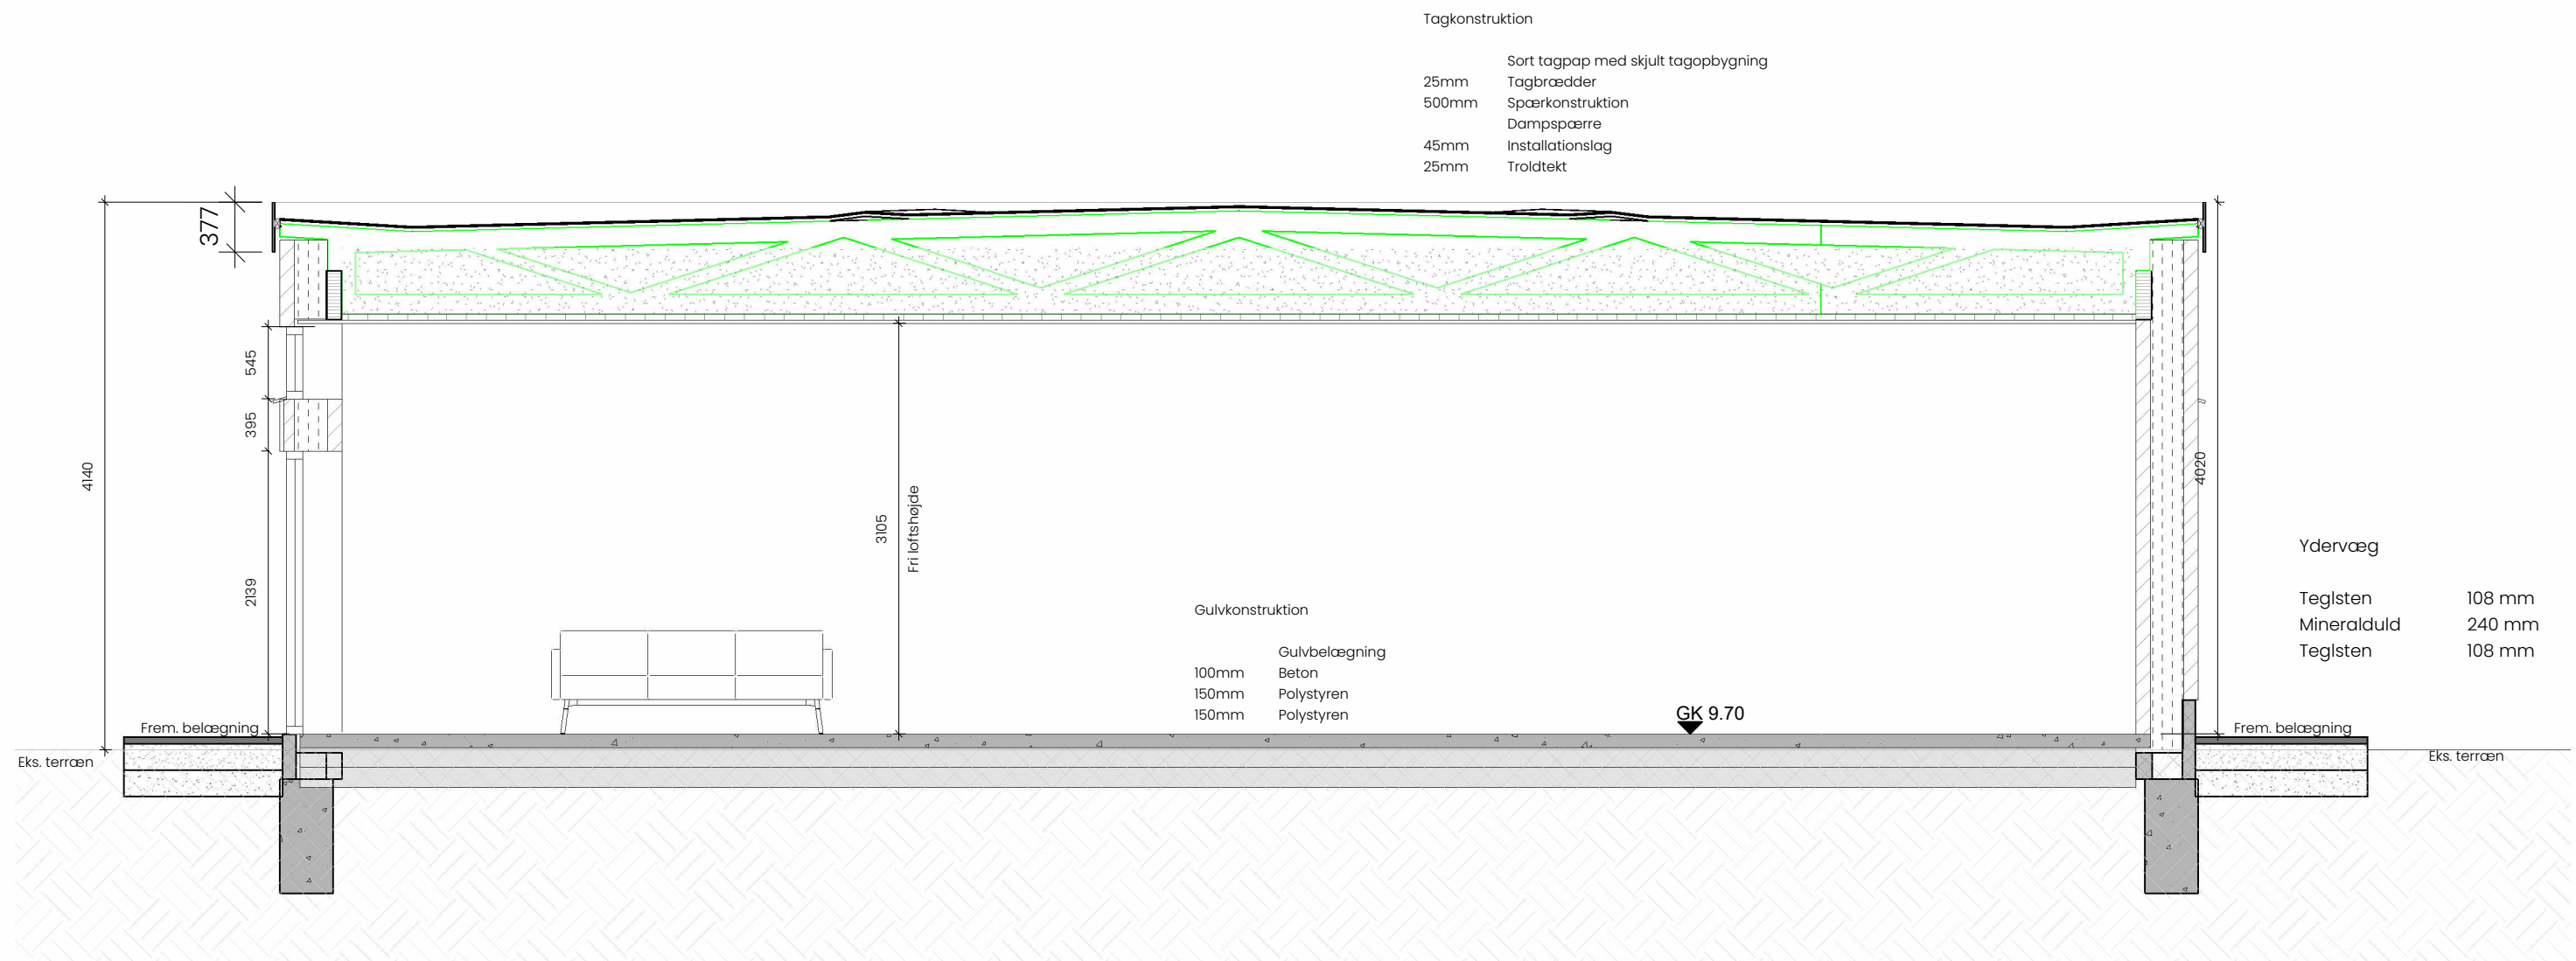 Tagkonstruktion
Sort tagpap med skjult tagopbygning
25mm Tagbrædder
500mm Spærkonstruktion
Dampspærre
45mm Installationslag
25mm Troldtekt
377
545
395
4140
2139
3105
Fri loftshøjde
4020
Ydervæg
Teglsten 108 mm
Mineralduld 240 mm
Teglsten 108 mm
Gulvkonstruktion
Gulvbelægning
100mm Beton
150mm Polystyren
150mm Polystyren
GK 9.70
Frem. belægning
Frem. belægning
Eks. terræn
Eks. terræn